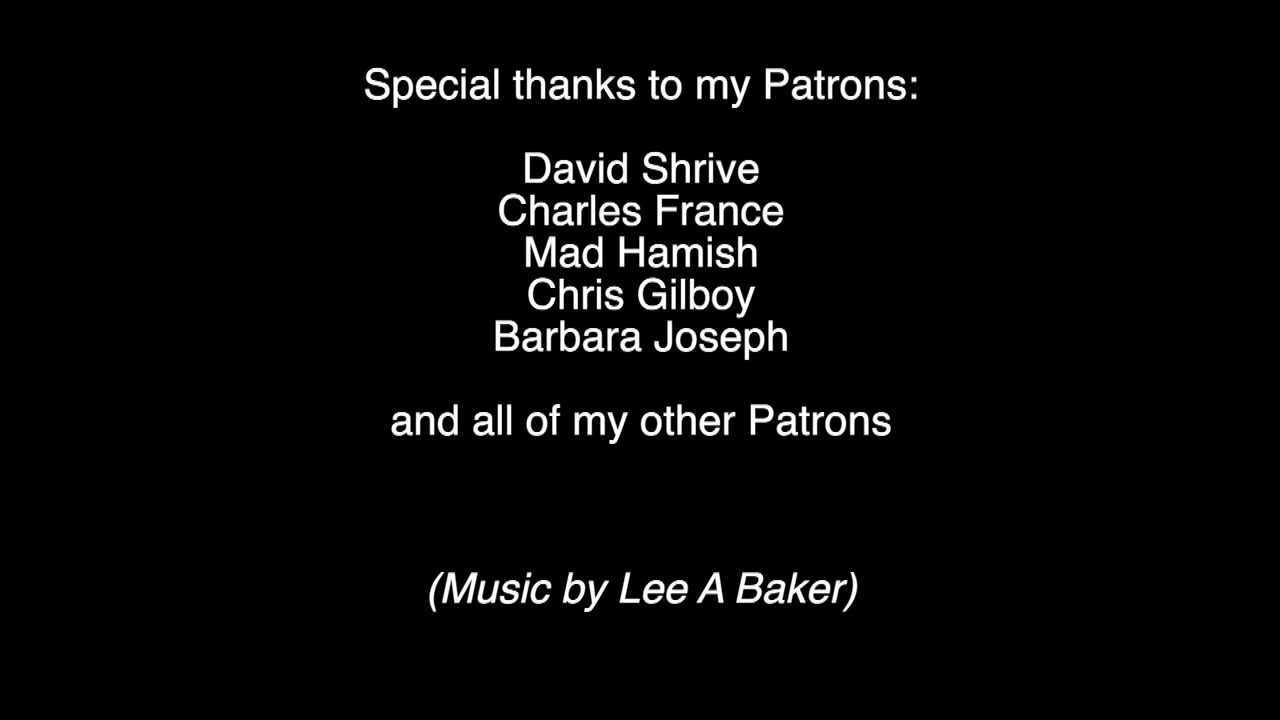 Special thanks to my Patrons:
David Shrive
Charles France
Mad Hamish
Chris Gilboy
Barbara Joseph
and all of my other Patrons
(Music by Lee A Baker)